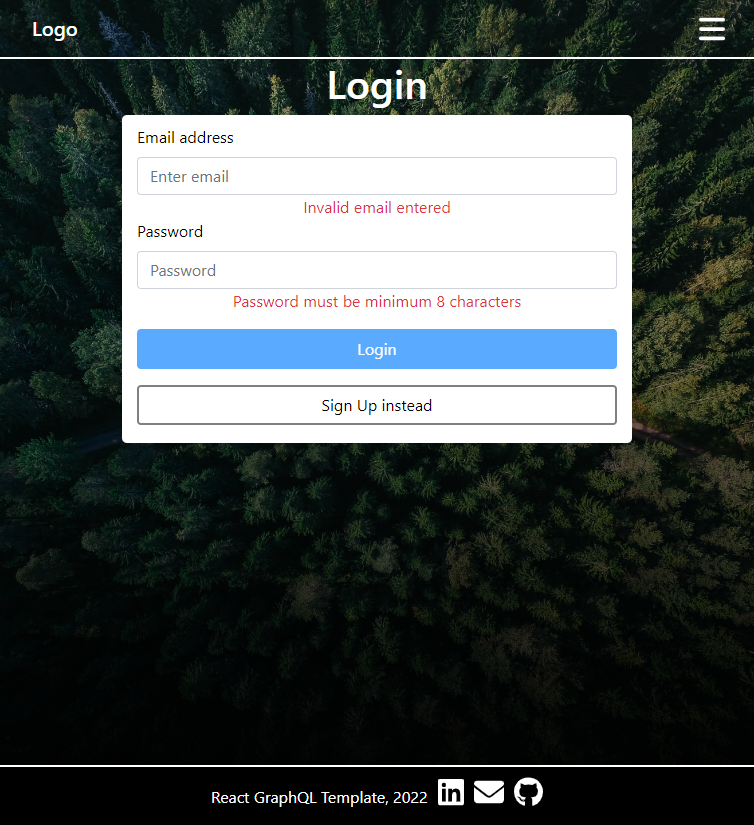 Logo
Login
Email address
Enter email
Invalid email entered
Password
Password
Password must be minimum 8 characters
Login
Sign Up instead
React GraphQL Template, 2022
in